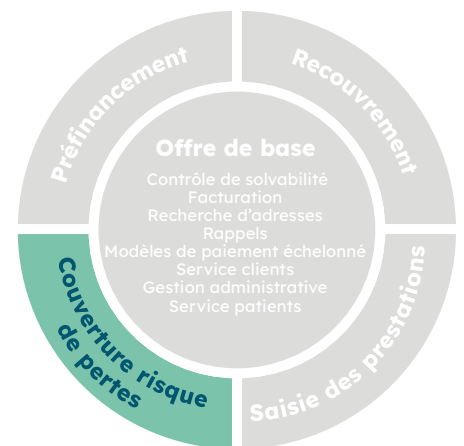 Préfinancement
Recouvrement
Offre de base
Contrôle de solvabilité
Facturation
Recherche d'adresses
Rappels
Modèles de paiement échelonné
Service clients
Gestion administrative
Service patients
Couverture risque
de pertes
Saisie des prestations